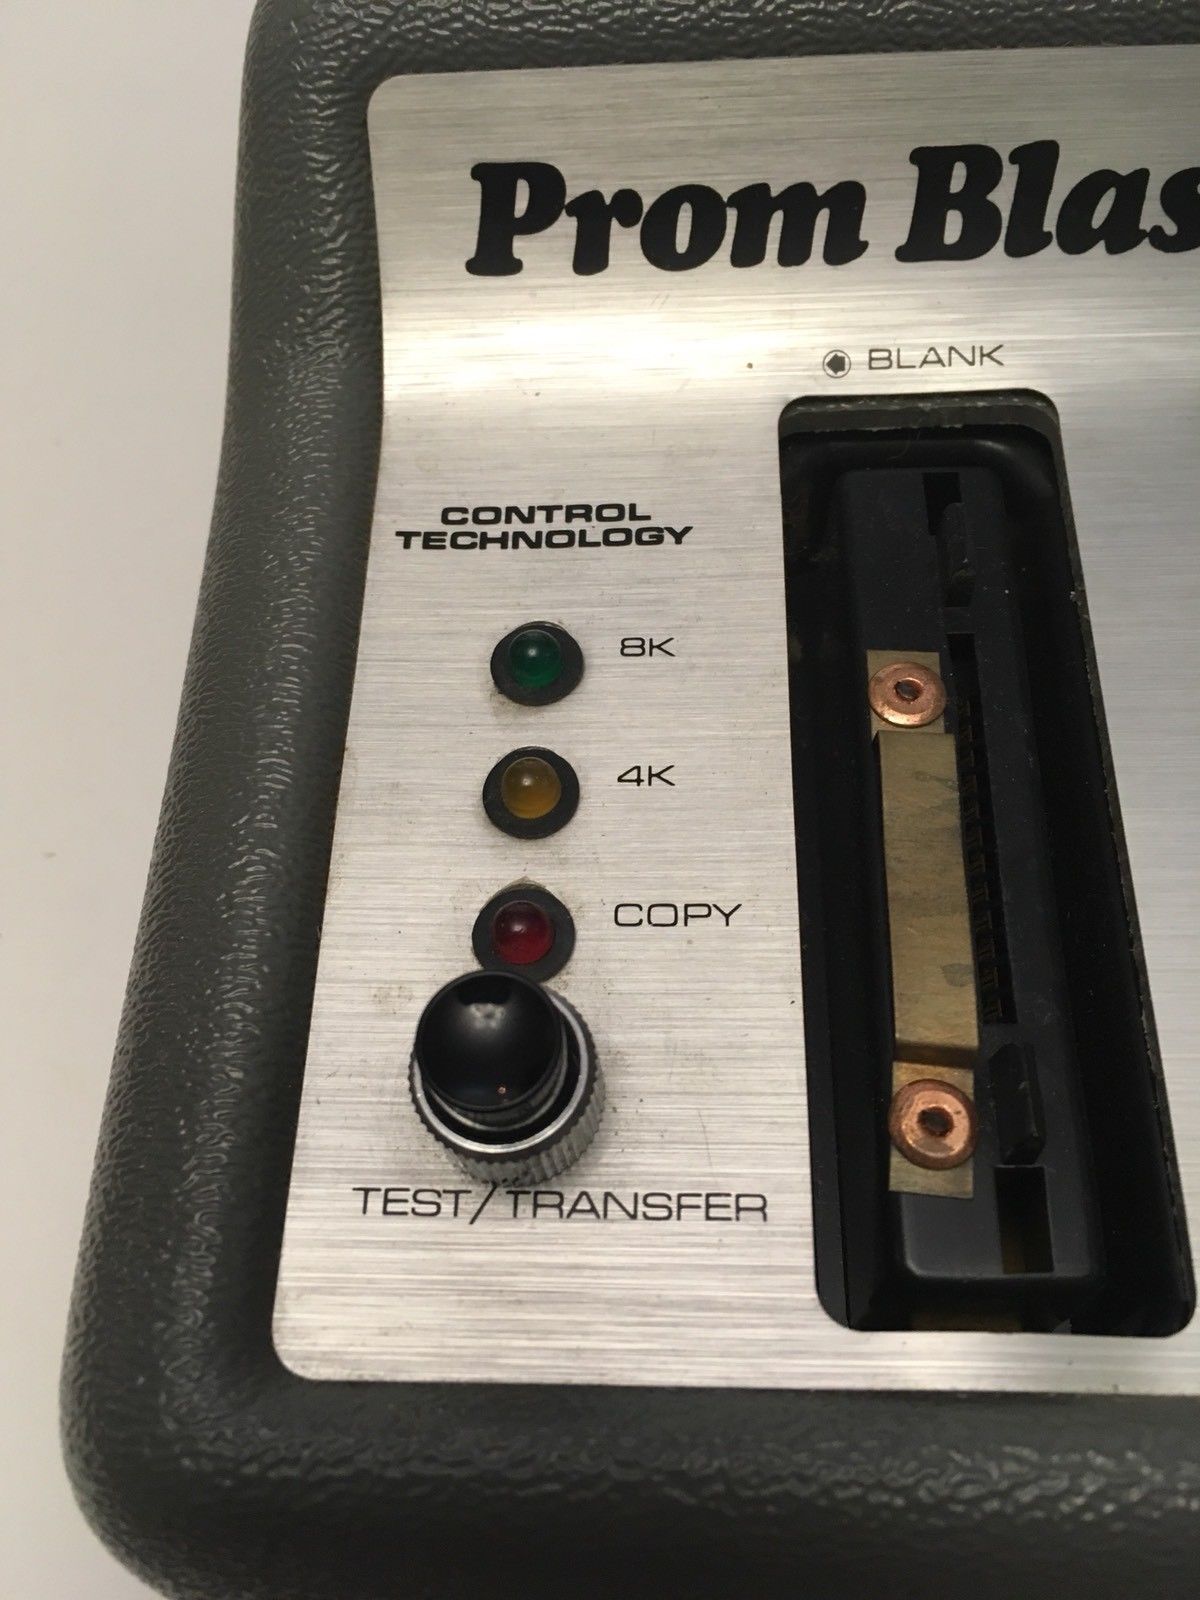 Prom Blas
BLANK
CONTROL
TECHNOLOGY
8K
4K
COPY
TEST/TRANSFER